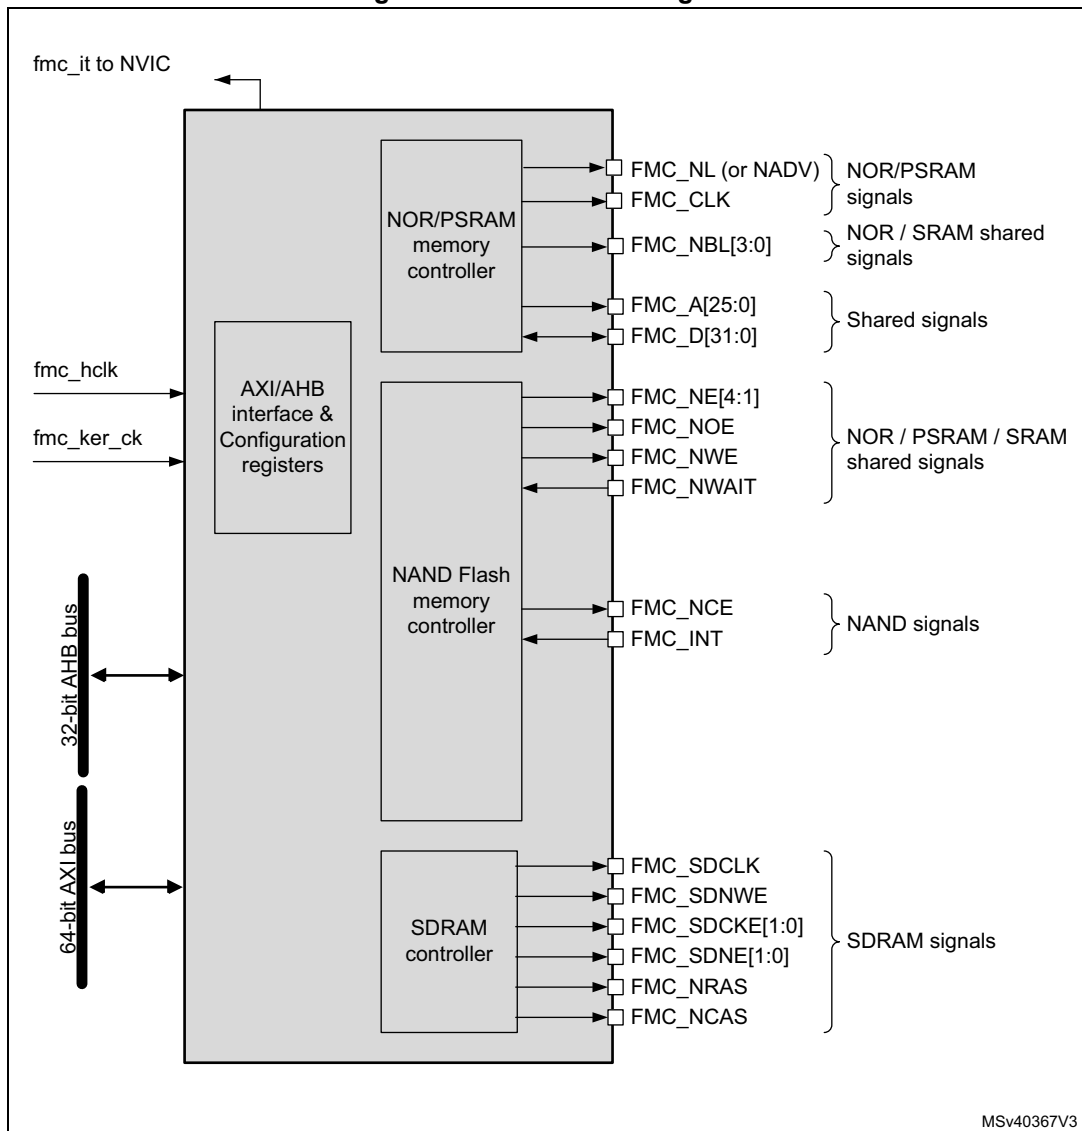 fmc_it to NVIC
NOR/PSRAM
memory
controller
FMC_NL (or NADV)
FMC_CLK
NOR/PSRAM
signals
FMC_NBL[3:0]
NOR / SRAM shared
signals
FMC_A[25:0]
FMC_D[31:0]
Shared signals
fmc_hclk
fmc_ker_ck
AXI/AHB
interface &
Configuration
registers
FMC_NE[4:1]
FMC_NOE
FMC_NWE
FMC_NWAIT
NOR / PSRAM / SRAM
shared signals
NAND Flash
memory
controller
FMC_NCE
FMC_INT
NAND signals
32-bit AHB bus
64-bit AXI bus
SDRAM
controller
FMC_SDCLK
FMC_SDNWE
FMC_SDCKE[1:0]
FMC_SDNE[1:0]
FMC_NRAS
FMC_NCAS
SDRAM signals
MSv40367V3